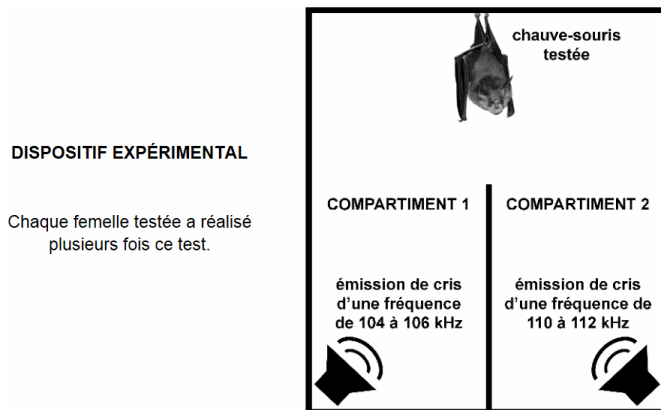 chauve-souris
testée
DISPOSITIF EXPÉRIMENTAL
Chaque femelle testée a réalisé
plusieurs fois ce test.
COMPARTIMENT 1
COMPARTIMENT 2
émission de cris
d'une fréquence
de 104 à 106 kHz
émission de cris
d'une fréquence de
110 à 112 kHz